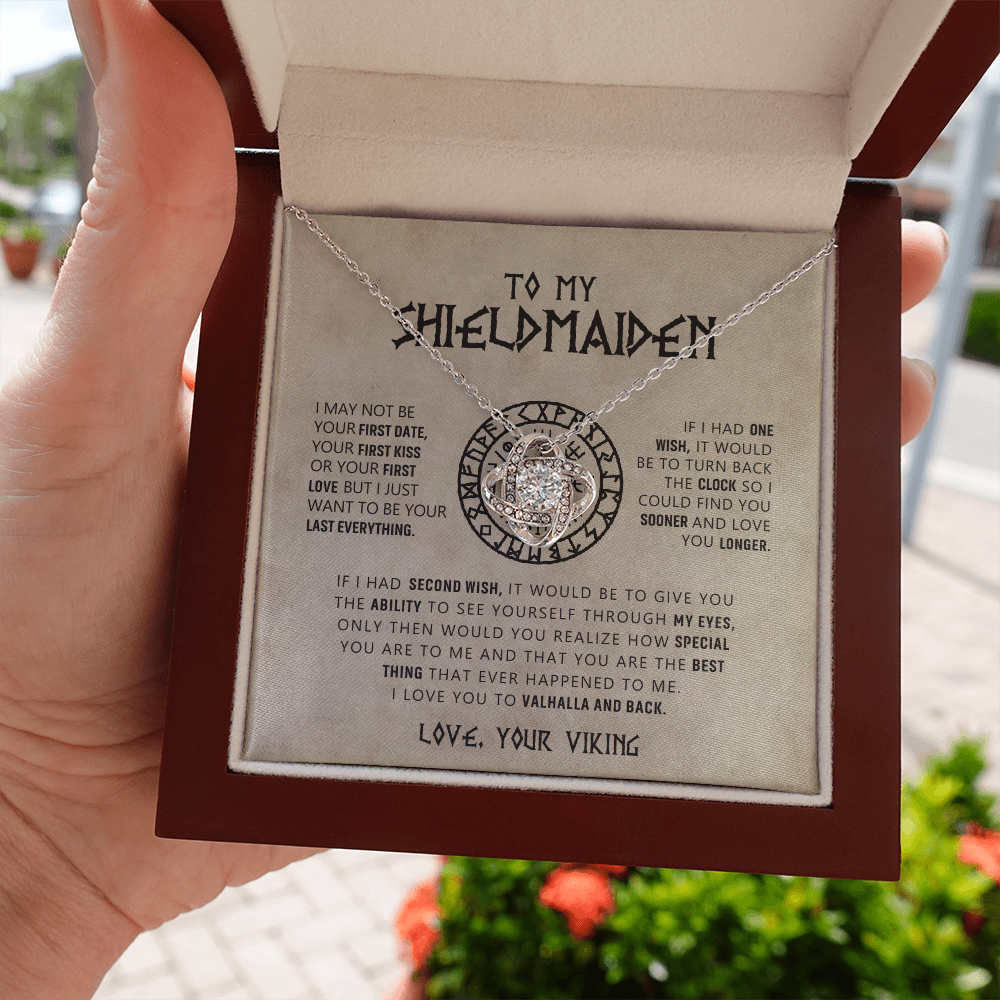 TO MY
SHIELDMAIDEN
I MAY NOT BE
YOUR FIRST DATE,
YOUR FIRST KISS
OR YOUR FIRST
LOVE BUT I JUST
WANT TO BE YOUR
LAST EVERYTHING.
IF I HAD ONE
WISH, IT WOULD
BE TO TURN BACK
THE CLOCK SO I
COULD FIND YOU
SOONER AND LOVE
YOU LONGER.
IF I HAD SECOND WISH, IT WOULD BE TO GIVE YOU
THE ABILITY TO SEE YOURSELF THROUGH MY EYES,
ONLY THEN WOULD YOU REALIZE HOW SPECIAL
YOU ARE TO ME AND THAT YOU ARE THE BEST
THING THAT EVER HAPPENED TO ME.
I LOVE YOU TO VALHALLA AND BACK.
LOVE, YOUR VIKING